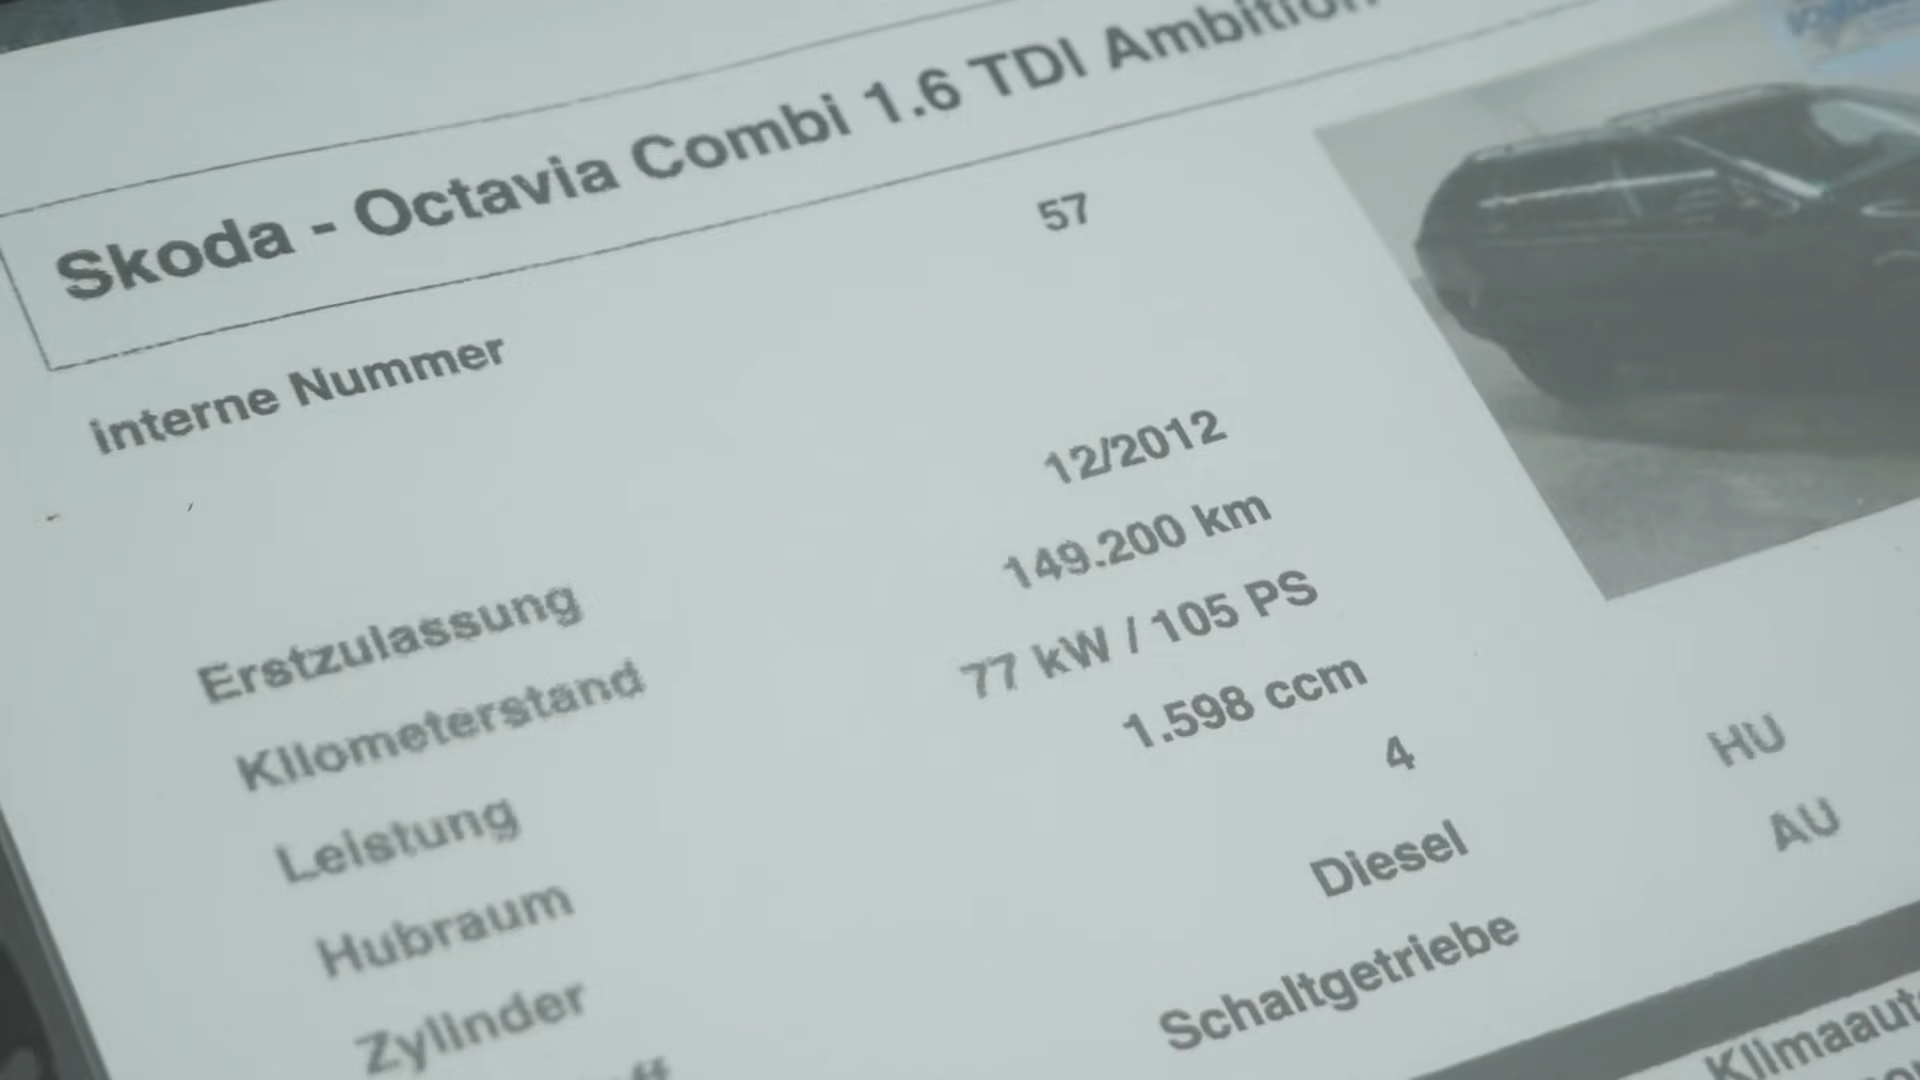 Skoda - Octavia Combi 1.6 TDI Ambition
interne Nummer 57
Erstzulassung 12/2012
Kilometerstand 149.200 km
Leistung 77 kW / 105 PS
Hubraum 1.598 ccm
Zylinder 4
Diesel
Schaltgetriebe
HU
AU